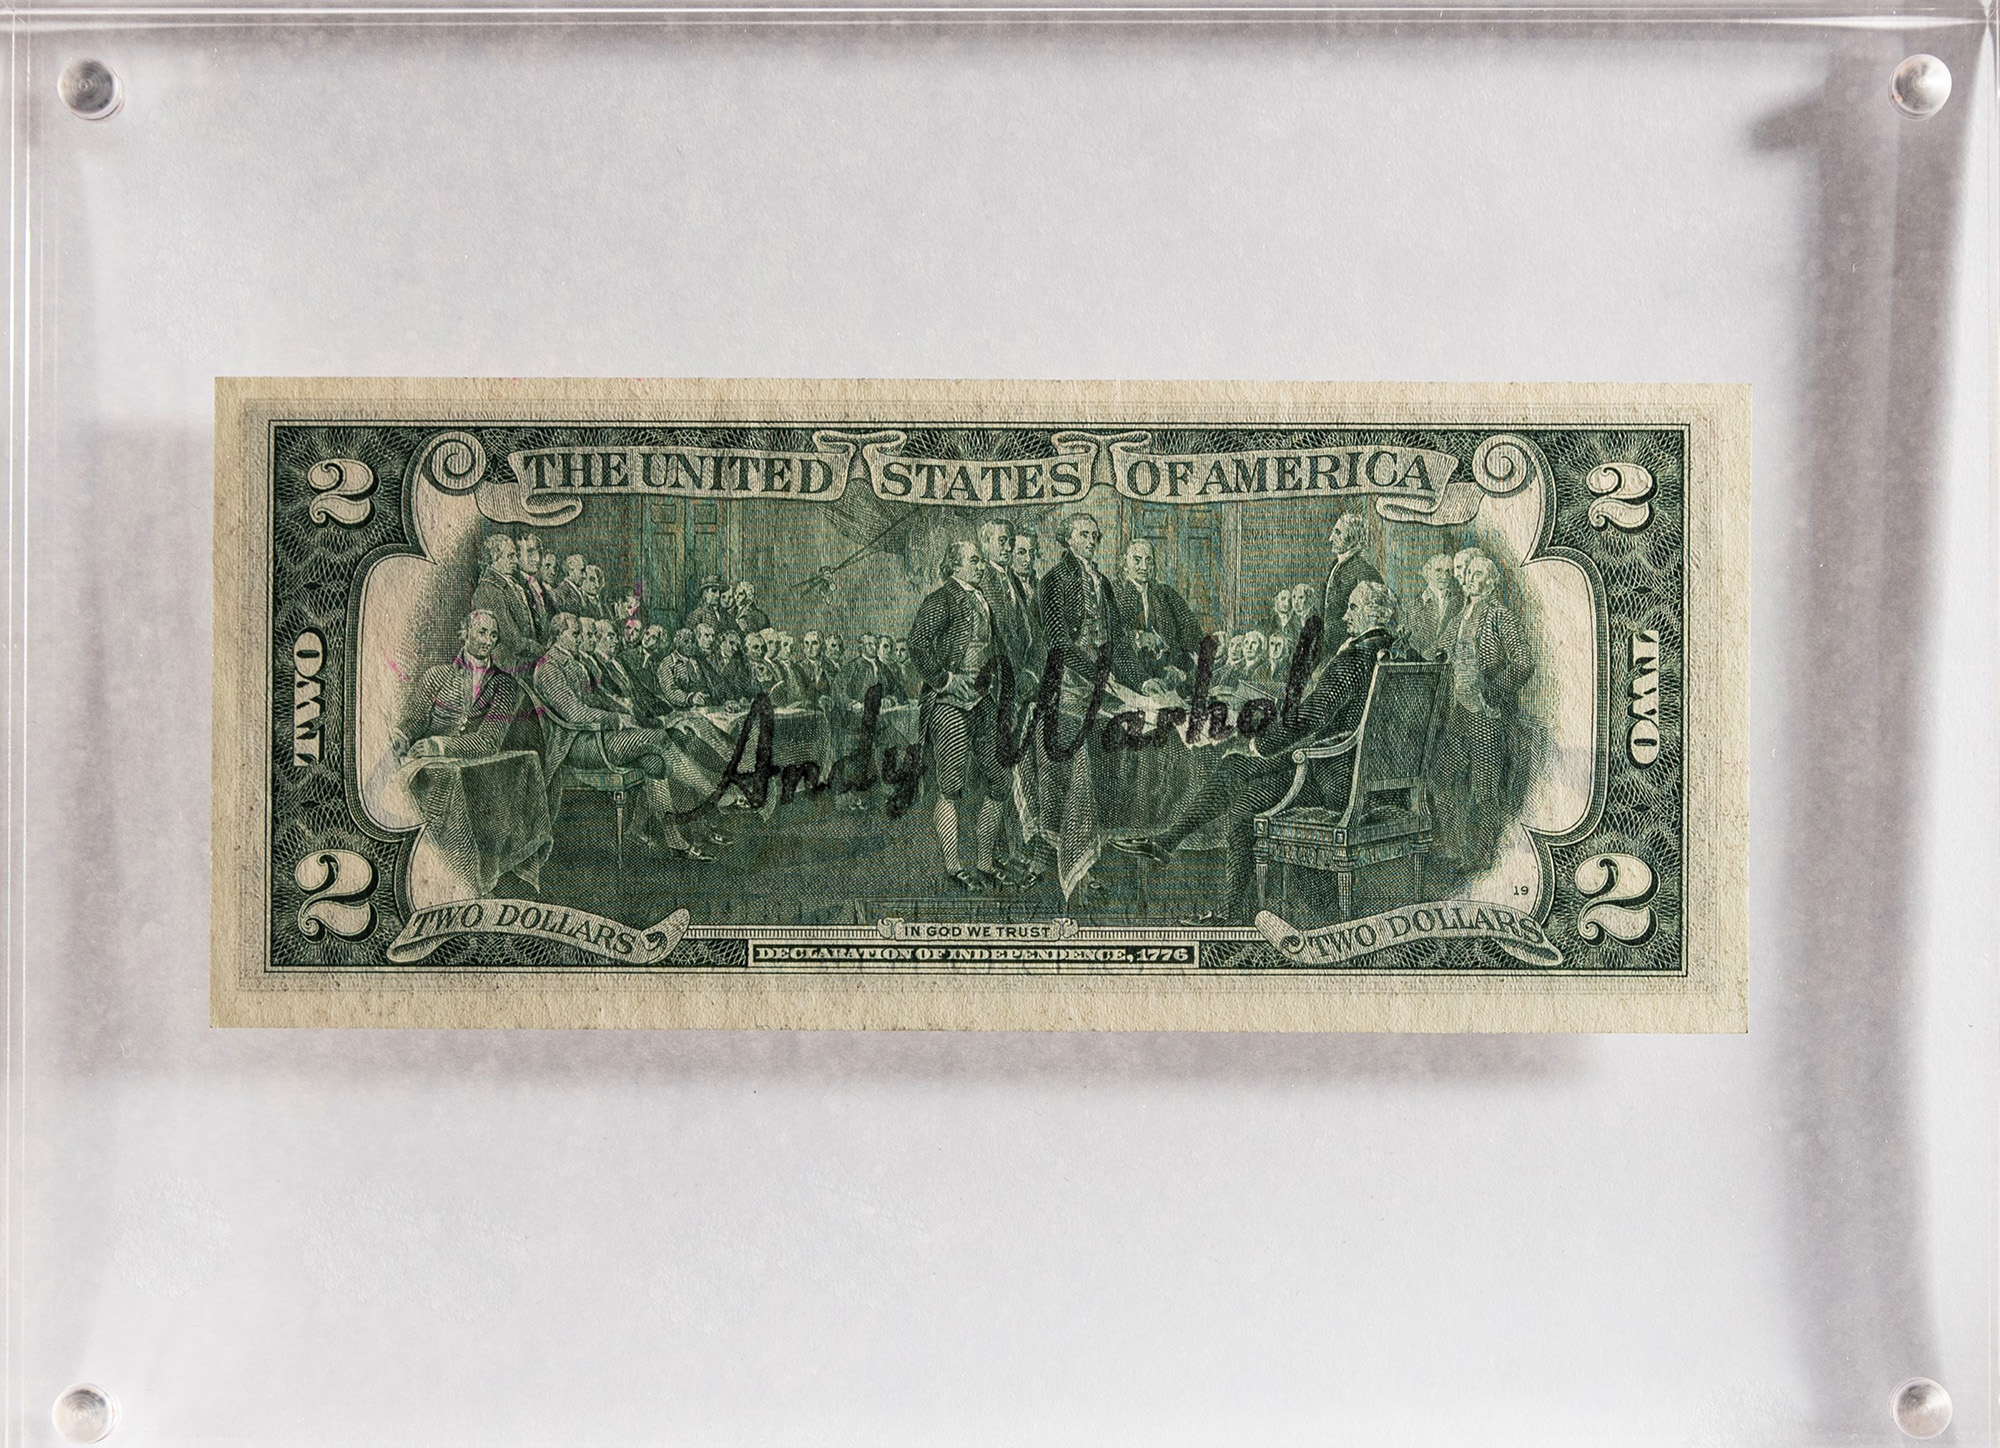 THE UNITED STATES OF AMERICA
2 2
TWO TWO
Andy Warhol
19
2 2
TWO DOLLARS IN GOD WE TRUST TWO DOLLARS
DECLARATION OF INDEPENDENCE, 1776